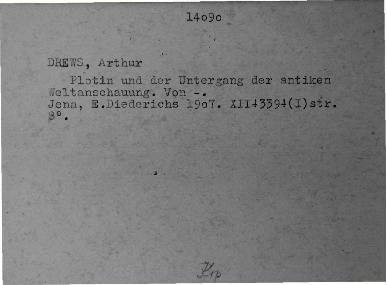 14090
DREWS, Arthur
Plotin und der Untergang der antiken
Weltanschauung. Von -.
Jena, E.Diederichs 1907. XII+339+(I)str.
8°.